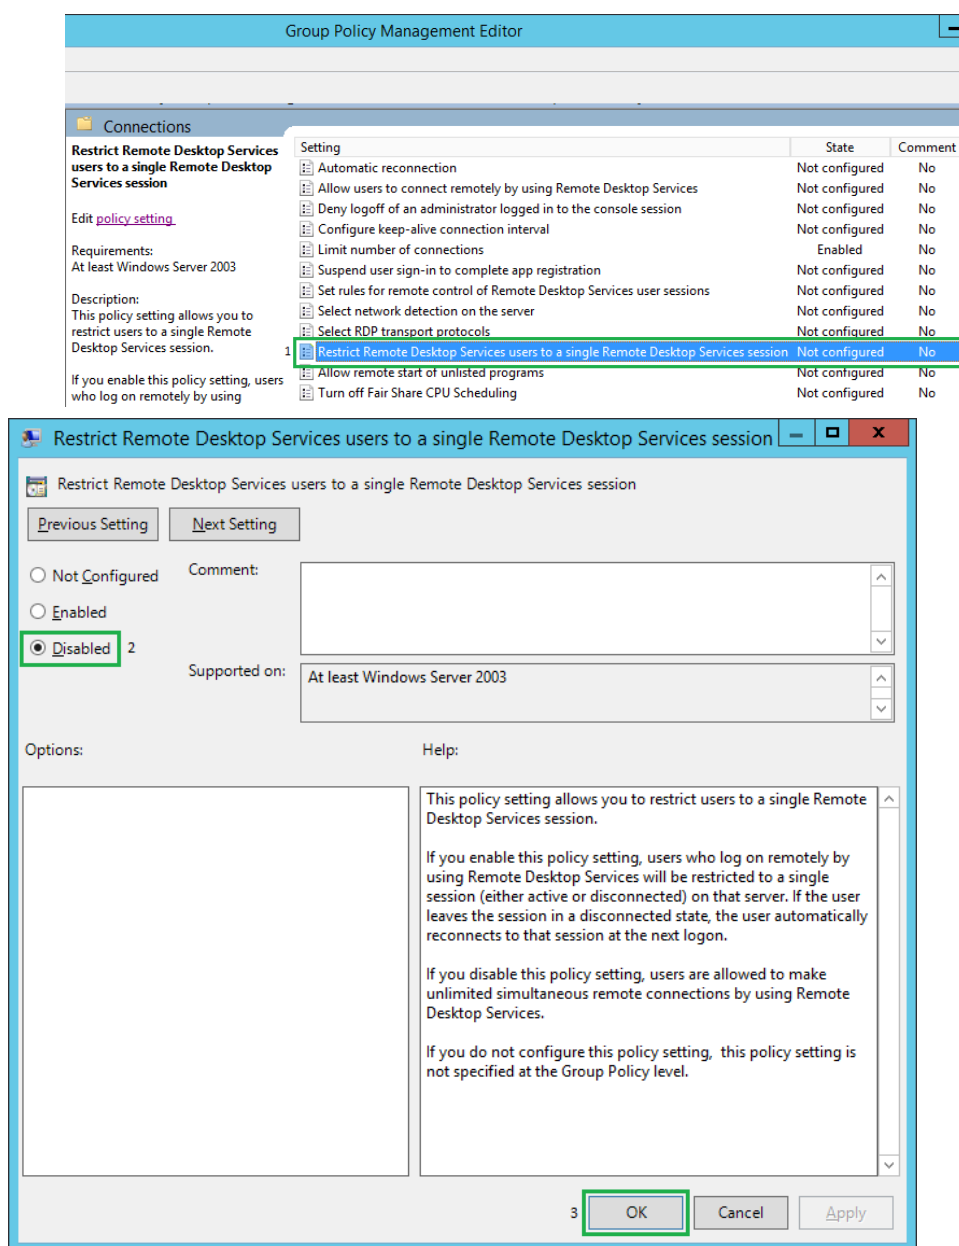 Group Policy Management Editor
Connections
Restrict Remote Desktop Services
users to a single Remote Desktop
Services session
Edit policy setting
Requirements:
At least Windows Server 2003
Description:
This policy setting allows you to
restrict users to a single Remote
Desktop Services session.
If you enable this policy setting, users
who log on remotely by using
Setting State Comment
Automatic reconnection Not configured No
Allow users to connect remotely by using Remote Desktop Services Not configured No
Deny logoff of an administrator logged in to the console session Not configured No
Configure keep-alive connection interval Not configured No
Limit number of connections Enabled No
Suspend user sign-in to complete app registration Not configured No
Set rules for remote control of Remote Desktop Services user sessions Not configured No
Select network detection on the server Not configured No
Select RDP transport protocols Not configured No
1 Restrict Remote Desktop Services users to a single Remote Desktop Services session Not configured No
Allow remote start of unlisted programs Not configured No
Turn off Fair Share CPU Scheduling Not configured No
Restrict Remote Desktop Services users to a single Remote Desktop Services session
Restrict Remote Desktop Services users to a single Remote Desktop Services session
Previous Setting Next Setting
Not Configured
Enabled
Disabled 2
Comment:
Supported on:
At least Windows Server 2003
Options:
Help:
This policy setting allows you to restrict users to a single Remote
Desktop Services session.
If you enable this policy setting, users who log on remotely by
using Remote Desktop Services will be restricted to a single
session (either active or disconnected) on that server. If the user
leaves the session in a disconnected state, the user automatically
reconnects to that session at the next logon.
If you disable this policy setting, users are allowed to make
unlimited simultaneous remote connections by using Remote
Desktop Services.
If you do not configure this policy setting, this policy setting is
not specified at the Group Policy level.
3 OK Cancel Apply